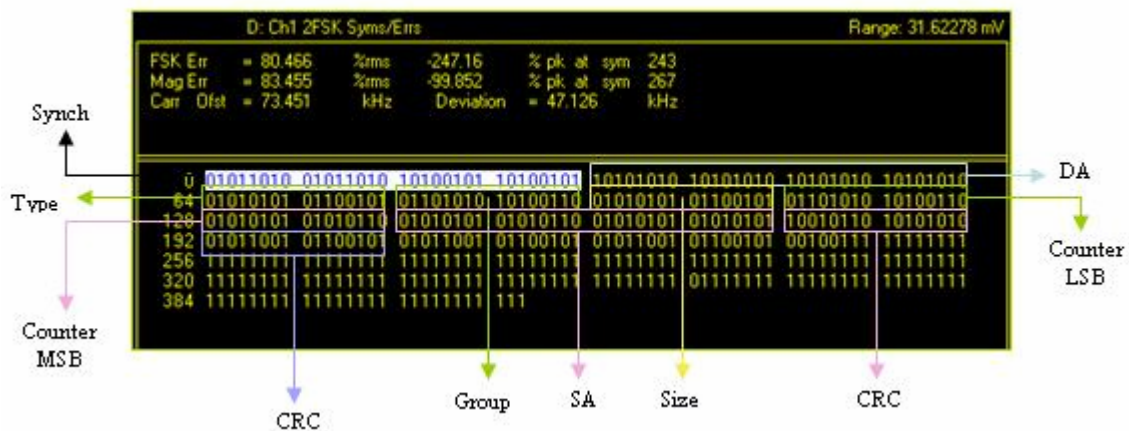 D: Ch1 2FSK Syms/Errs Range: 31.62278 mV
FSK Err = 80.466 %rms -247.16 % pk at sym 243
Mag Err = 83.455 %rms -99.852 % pk at sym 267
Carr Ofst = 73.451 kHz Deviation = 47.126 kHz
Synch
0 01011010 01011010 10100101 10100101 10101010 10101010 10101010 10101010
DA
Type
64 01010101 01100101 01101010 10100110 01010101 01100101 01101010 10100110
128 01010101 01010110 01010101 01010110 01010101 01010101 10010110 10101010
192 01011001 01100101 01011001 01100101 01011001 01100101 00100111 11111111
256 11111111 11111111 11111111 11111111 11111111 11111111 11111111 11111111
320 11111111 11111111 11111111 11111111 11111111 01111111 11111111 11111111
384 11111111 11111111 11111111 111
Counter
LSB
Counter
MSB
CRC
Group
SA
Size
CRC